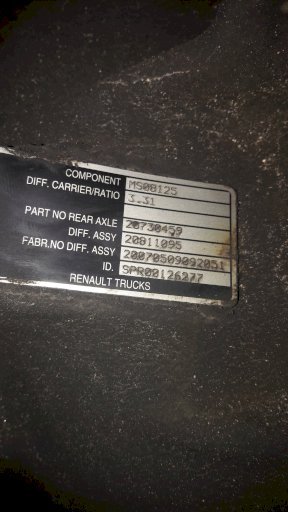 COMPONENT MS08125
DIFF. CARRIER/RATIO 3.31
PART NO REAR AXLE 20730459
DIFF. ASSY 20811095
FABR.NO DIFF. ASSY 20070509092051
ID. SPR00126277
RENAULT TRUCKS